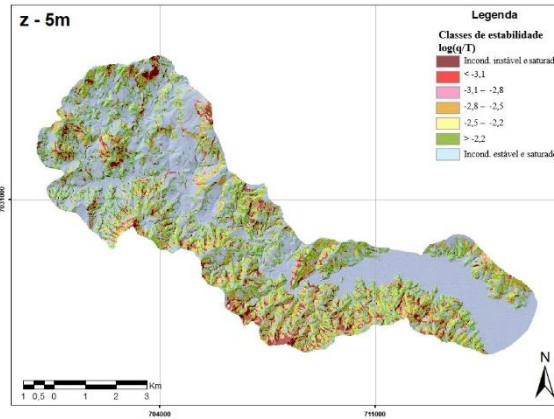 z - 5m
Legenda
Classes de estabilidade
log(q/T)
Incond. instável e saturado
< -3,1
-3,1 – -2,8
-2,8 – -2,5
-2,5 – -2,2
> -2,2
Incond. estável e saturado
N
Km
1 0,5 0 1 2 3
704000
711000